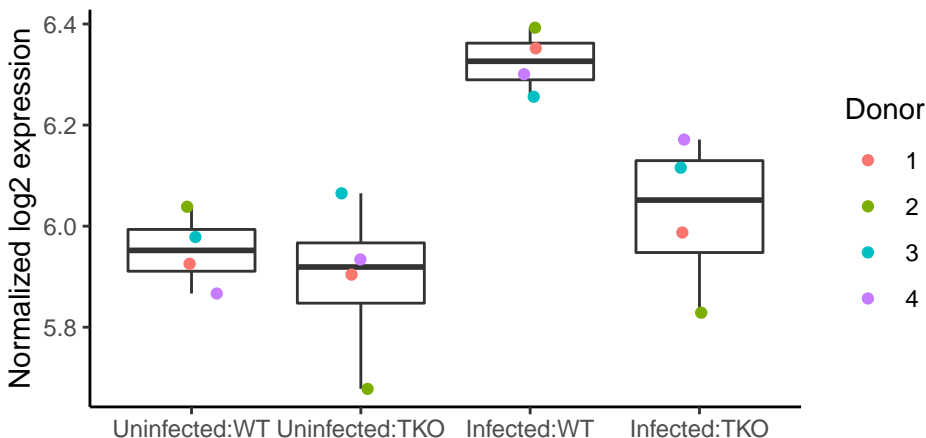 Normalized log2 expression
6.4
6.2
6.0
5.8
Uninfected:WT Uninfected:TKO Infected:WT Infected:TKO
Donor
1
2
3
4